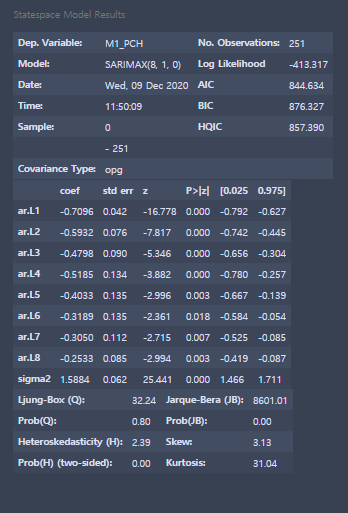 Statespace Model Results
Dep. Variable: M1_PCH No. Observations: 251
Model: SARIMAX(8, 1, 0) Log Likelihood -413.317
Date: Wed, 09 Dec 2020 AIC 844.634
Time: 11:50:09 BIC 876.327
Sample: 0 HQIC 857.390
- 251
Covariance Type: opg
coef std err z P>|z| [0.025 0.975]
ar.L1 -0.7096 0.042 -16.778 0.000 -0.792 -0.627
ar.L2 -0.5932 0.076 -7.817 0.000 -0.742 -0.445
ar.L3 -0.4798 0.090 -5.346 0.000 -0.656 -0.304
ar.L4 -0.5185 0.134 -3.882 0.000 -0.780 -0.257
ar.L5 -0.4033 0.135 -2.996 0.003 -0.667 -0.139
ar.L6 -0.3189 0.135 -2.361 0.018 -0.584 -0.054
ar.L7 -0.3050 0.112 -2.715 0.007 -0.525 -0.085
ar.L8 -0.2533 0.085 -2.994 0.003 -0.419 -0.087
sigma2 1.5884 0.062 25.441 0.000 1.466 1.711
Ljung-Box (Q): 32.24 Jarque-Bera (JB): 8601.01
Prob(Q): 0.80 Prob(JB): 0.00
Heteroskedasticity (H): 2.39 Skew: 3.13
Prob(H) (two-sided): 0.00 Kurtosis: 31.04